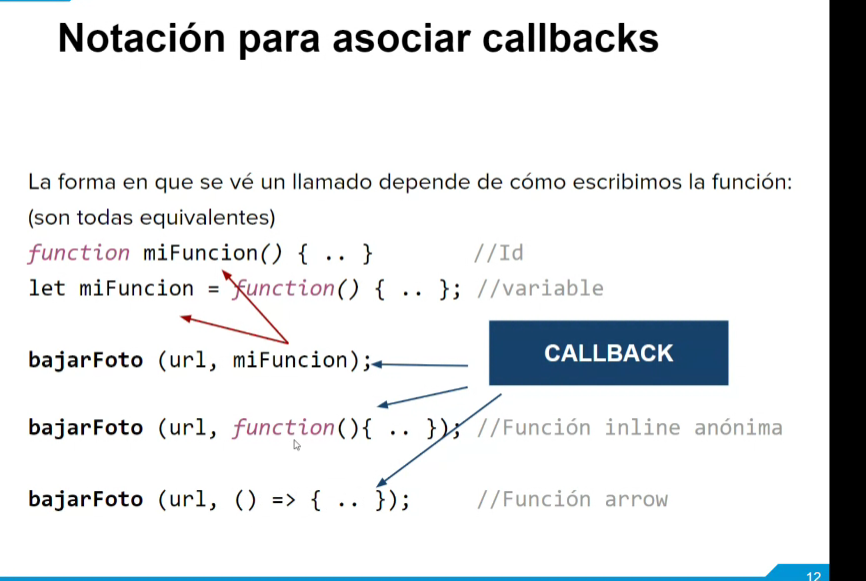 Notación para asociar callbacks
La forma en que se vé un llamado depende de cómo escribimos la función:
(son todas equivalentes)
function miFuncion() { .. } //Id
let miFuncion = function() { .. }; //variable
bajarFoto (url, miFuncion);
CALLBACK
bajarFoto (url, function(){ .. }); //Función inline anónima
bajarFoto (url, () => { .. }); //Función arrow
12